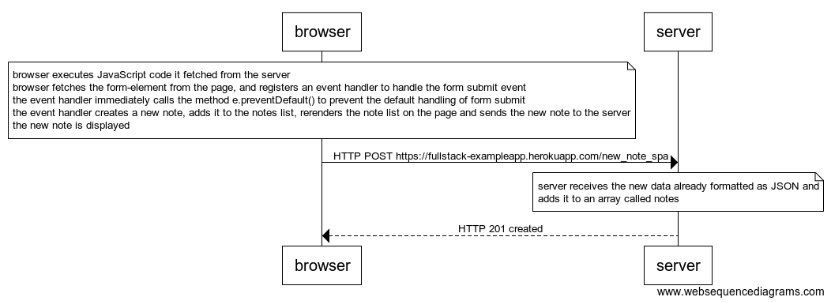 browser
server
browser executes JavaScript code it fetched from the server
browser fetches the form-element from the page, and registers an event handler to handle the form submit event
the event handler immediately calls the method e.preventDefault() to prevent the default handling of form submit
the event handler creates a new note, adds it to the notes list, rerenders the note list on the page and sends the new note to the server
the new note is displayed
HTTP POST https://fullstack-exampleapp.herokuapp.com/new_note_spa
server receives the new data already formatted as JSON and
adds it to an array called notes
HTTP 201 created
browser
server
www.websequencediagrams.com